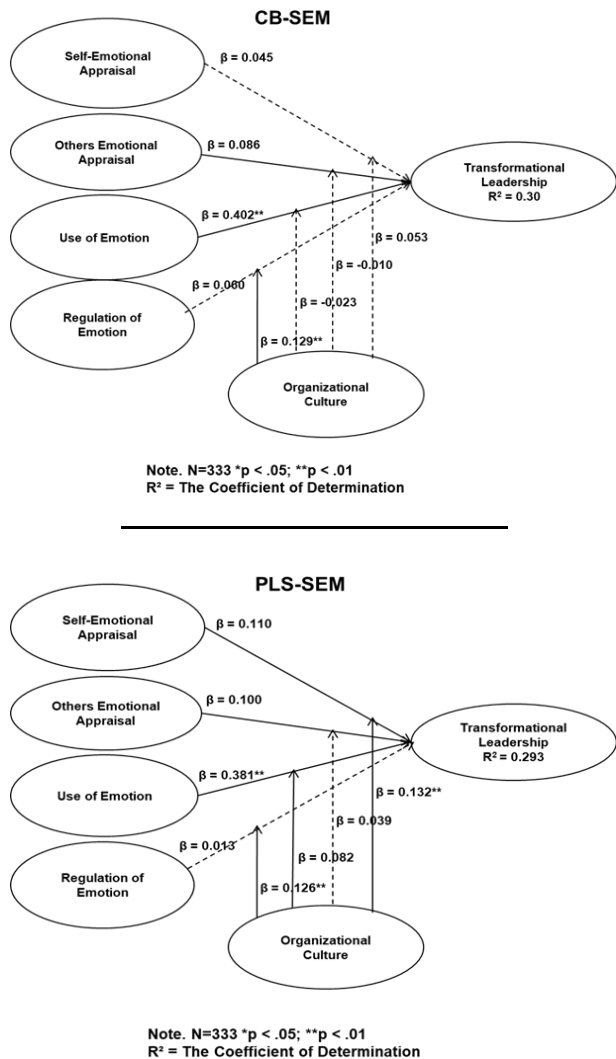 CB-SEM
Self-Emotional
Appraisal
β = 0.045
Others Emotional
Appraisal
β = 0.086
Transformational
Leadership
R² = 0.30
Use of Emotion
β = 0.402**
β = 0.053
β = -0.010
β = 0.060
β = -0.023
Regulation of
Emotion
β = 0.129**
Organizational
Culture
Note. N=333 *p < .05; **p < .01
R² = The Coefficient of Determination
PLS-SEM
Self-Emotional
Appraisal
β = 0.110
Others Emotional
Appraisal
β = 0.100
Transformational
Leadership
R² = 0.293
Use of Emotion
β = 0.381**
β = 0.132**
β = 0.039
β = 0.013
β = 0.082
Regulation of
Emotion
β = 0.126**
Organizational
Culture
Note. N=333 *p < .05; **p < .01
R² = The Coefficient of Determination